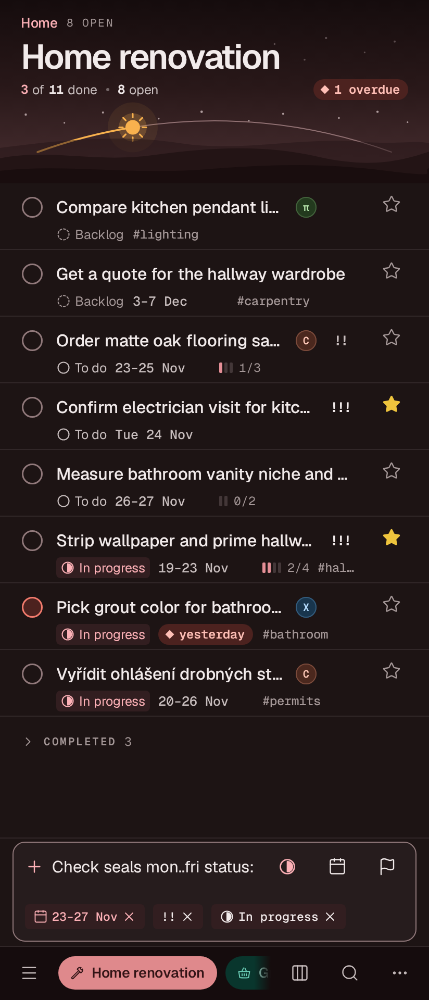 Home 8 OPEN
Home renovation
3 of 11 done • 8 open
1 overdue
Compare kitchen pendant li... π
Backlog #lighting
Get a quote for the hallway wardrobe
Backlog 3–7 Dec #carpentry
Order matte oak flooring sa... C !!
To do 23–25 Nov 1/3
Confirm electrician visit for kitc... !!!
To do Tue 24 Nov
Measure bathroom vanity niche and ...
To do 26–27 Nov 0/2
Strip wallpaper and prime hallw... !!!
In progress 19–23 Nov 2/4 #hal…
Pick grout color for bathroo... X
In progress yesterday #bathroom
Vyřídit ohlášení drobných st... C
In progress 20–26 Nov #permits
COMPLETED 3
Check seals mon..fri status:
23–27 Nov !! In progress
Home renovation G